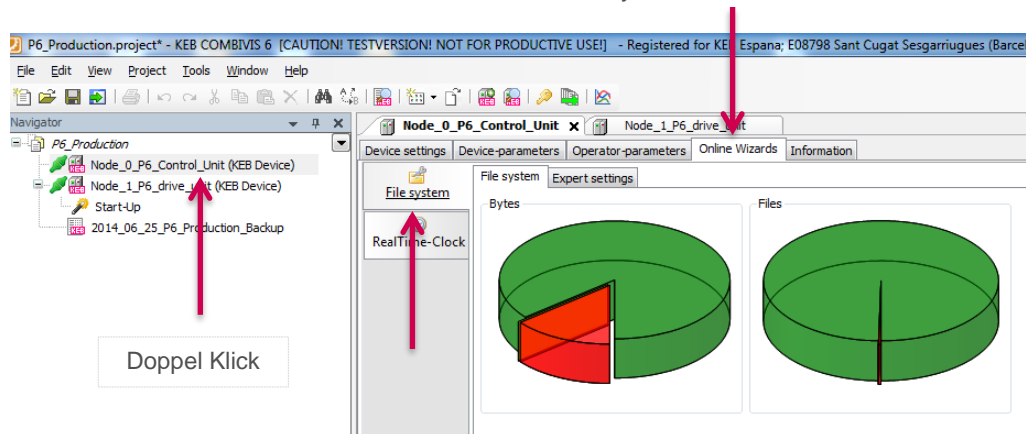 P6_Production.project* - KEB COMBIVIS 6 [CAUTION! TESTVERSION! NOT FOR PRODUCTIVE USE!] - Registered for KEB Espana; E08798 Sant Cugat Sesgarriugues (Barcel
File Edit View Project Tools Window Help
Navigator
P6_Production
Node_0_P6_Control_Unit (KEB Device)
Node_1_P6_drive_unit (KEB Device)
Start-Up
2014_06_25_P6_Production_Backup
Doppel Klick
Node_0_P6_Control_Unit Node_1_P6_drive_unit
Device settings Device-parameters Operator-parameters Online Wizards Information
File system
RealTime-Clock
File system Expert settings
Bytes Files